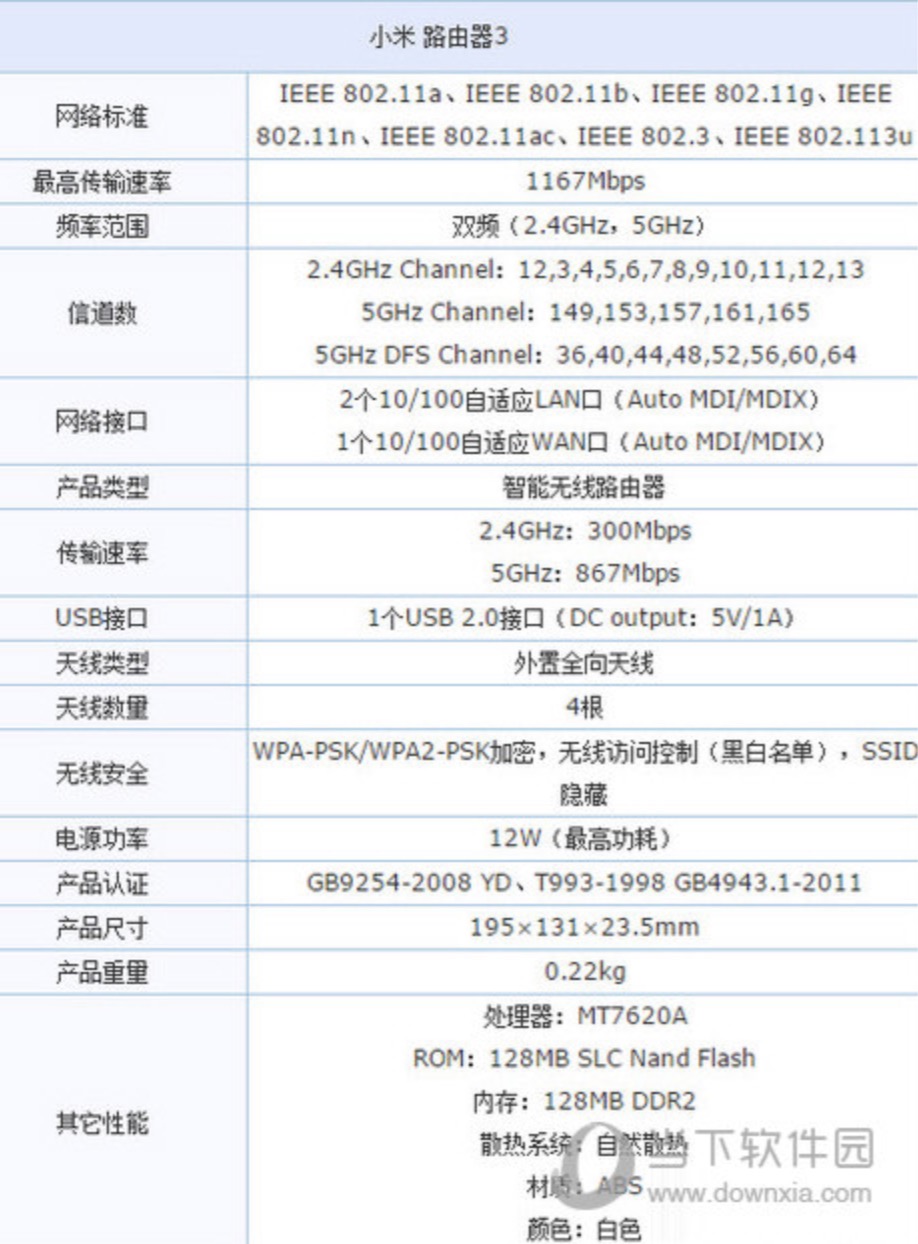 小米 路由器3
网络标准
IEEE 802.11a、IEEE 802.11b、IEEE 802.11g、IEEE
802.11n、IEEE 802.11ac、IEEE 802.3、IEEE 802.113u
最高传输速率
1167Mbps
频率范围
双频（2.4GHz，5GHz）
信道数
2.4GHz Channel：12,3,4,5,6,7,8,9,10,11,12,13
5GHz Channel：149,153,157,161,165
5GHz DFS Channel：36,40,44,48,52,56,60,64
网络接口
2个10/100自适应LAN口（Auto MDI/MDIX）
1个10/100自适应WAN口（Auto MDI/MDIX）
产品类型
智能无线路由器
传输速率
2.4GHz：300Mbps
5GHz：867Mbps
USB接口
1个USB 2.0接口（DC output：5V/1A）
天线类型
外置全向天线
天线数量
4根
无线安全
WPA-PSK/WPA2-PSK加密，无线访问控制（黑白名单），SSID
隐藏
电源功率
12W（最高功耗）
产品认证
GB9254-2008 YD、T993-1998 GB4943.1-2011
产品尺寸
195×131×23.5mm
产品重量
0.22kg
其它性能
处理器：MT7620A
ROM：128MB SLC Nand Flash
内存：128MB DDR2
散热系统：自然散热
材质：ABS
颜色：白色
当下软件园
www.downxia.com